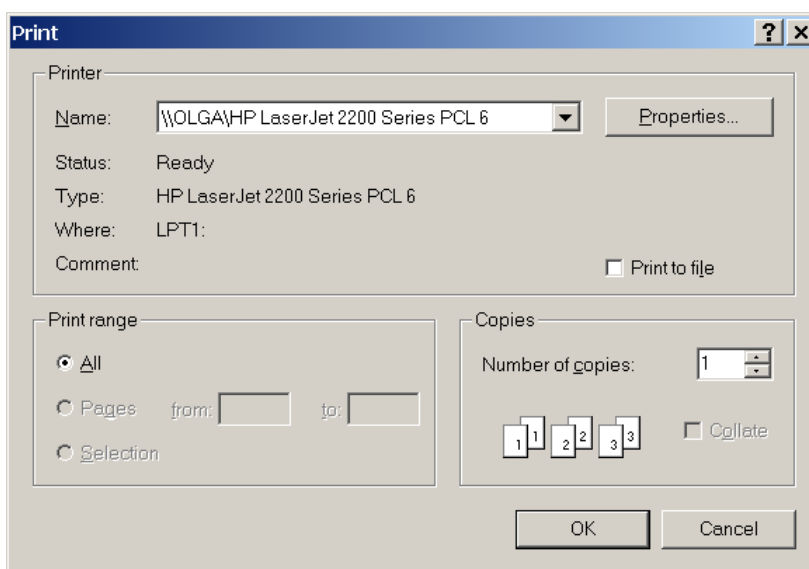 Print
Printer
Name: \\OLGA\HP LaserJet 2200 Series PCL 6 Properties...
Status: Ready
Type: HP LaserJet 2200 Series PCL 6
Where: LPT1:
Comment: Print to file
Print range
All
Pages from: to:
Selection
Copies
Number of copies: 1
1 1 2 2 3 3 Collate
OK Cancel